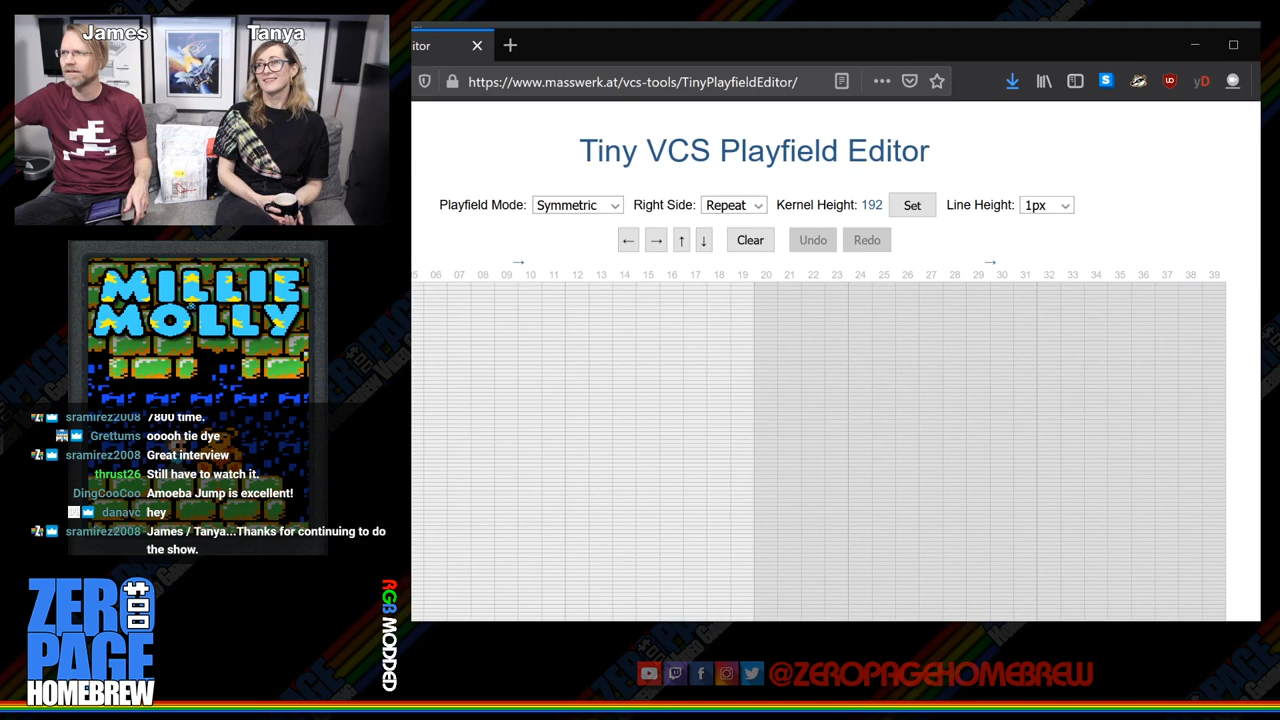 James
Tanya
MILLIE
&
MOLLY
sramirez2008 7800 time.
Grettums ooooh tie dye
sramirez2008 Great interview
thrust26 Still have to watch it.
DingCooCoo Amoeba Jump is excellent!
danavc hey
sramirez2008 James / Tanya...Thanks for continuing to do
the show.
ZERO
PAGE
HOMEBREW
RGB MODDED
itor
https://www.masswerk.at/vcs-tools/TinyPlayfieldEditor/
Tiny VCS Playfield Editor
Playfield Mode: Symmetric Right Side: Repeat Kernel Height: 192 Set Line Height: 1px
← → ↑ ↓ Clear Undo Redo
→ →
05 06 07 08 09 10 11 12 13 14 15 16 17 18 19 20 21 22 23 24 25 26 27 28 29 30 31 32 33 34 35 36 37 38 39
@ZEROPAGEHOMEBREW